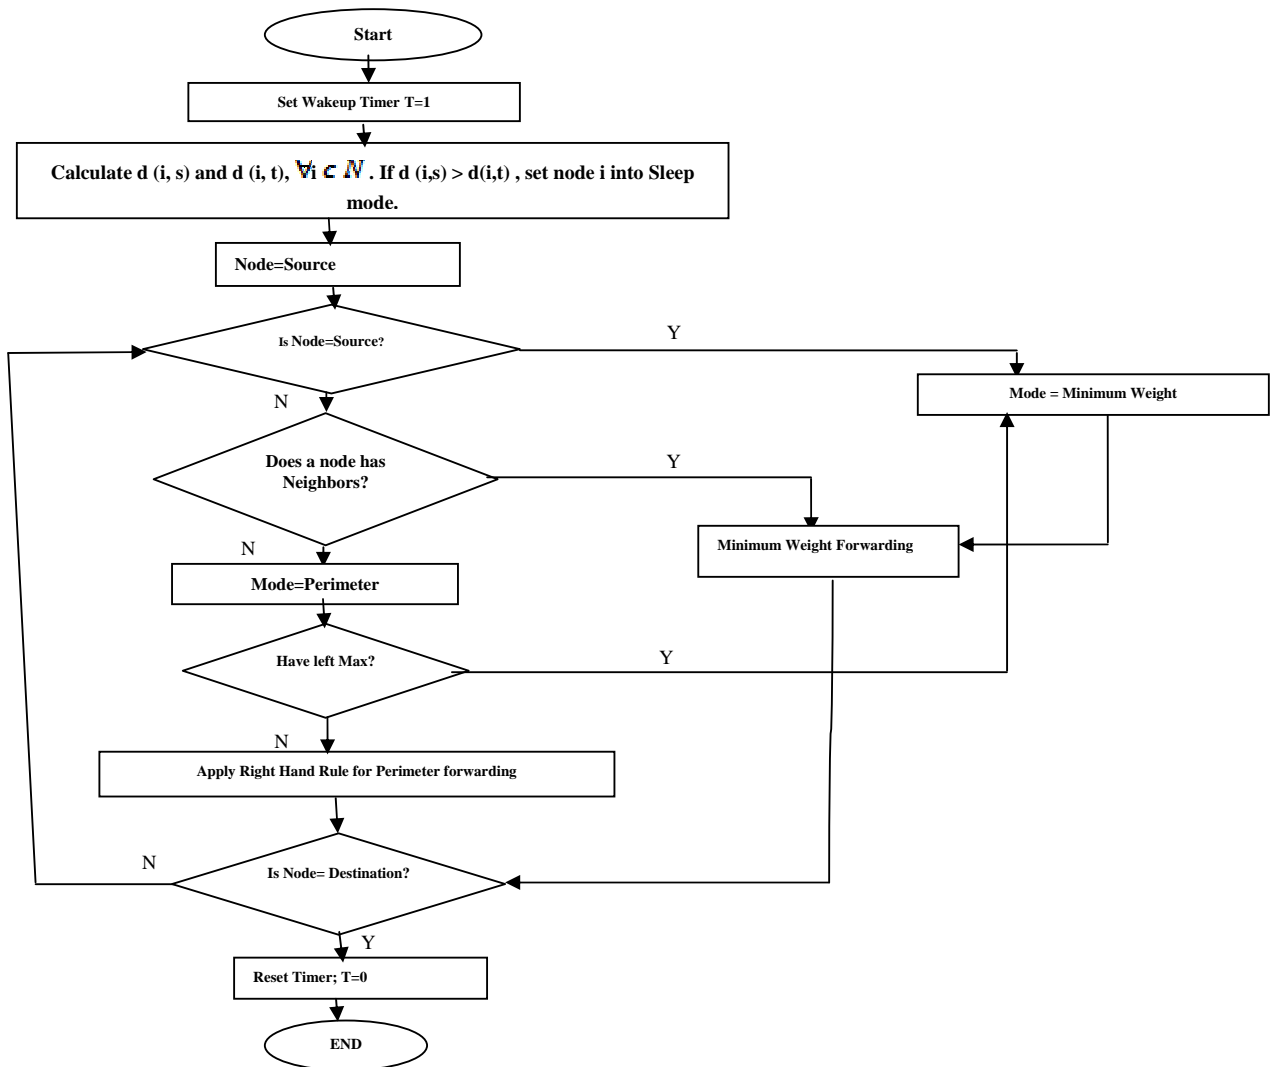 Start
Set Wakeup Timer T=1
Calculate d (i, s) and d (i, t), ∀i ⊂ N . If d (i,s) > d(i,t) , set node i into Sleep
mode.
Node=Source
Is Node=Source?
Y
Mode = Minimum Weight
N
Does a node has
Neighbors?
Y
Minimum Weight Forwarding
N
Mode=Perimeter
Have left Max?
Y
N
Apply Right Hand Rule for Perimeter forwarding
Is Node= Destination?
N
Y
Reset Timer; T=0
END